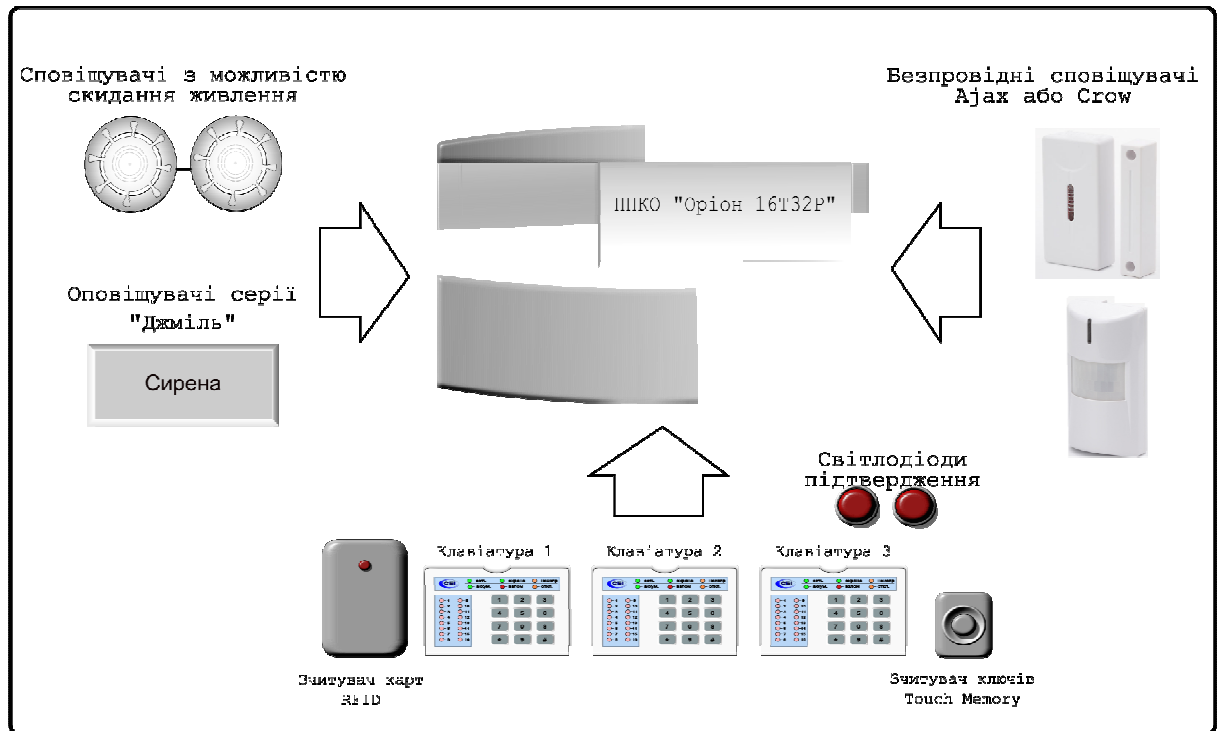 Сповіщувачі з можливістю
скидання живлення
Безпровідні сповіщувачі
Ajax або Crow
ППКО "Оріон 16Т32Р"
Оповіщувачі серії
"Джміль"
Сирена
Світлодіоди
підтвердження
Клавіатура 1
Клавіатура 2
Клавіатура 3
Зчитувач карт
RFID
Зчитувач ключів
Touch Memory